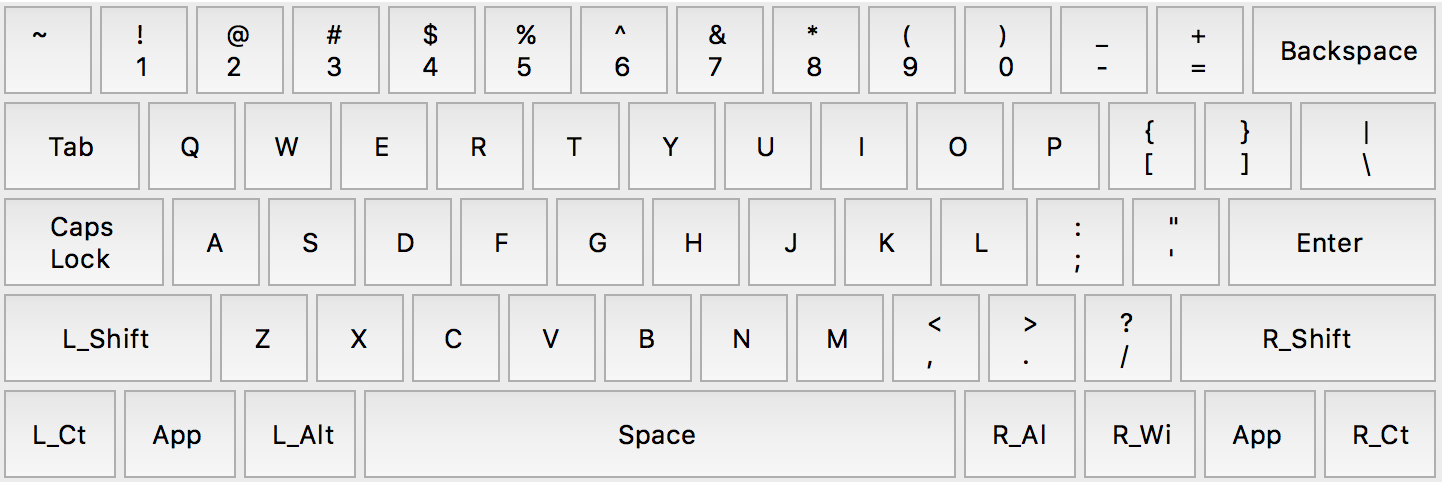 ~ ! @ # $ % ^ & * ( ) _ + Backspace
1 2 3 4 5 6 7 8 9 0 - =
Tab Q W E R T Y U I O P { } |
[ ] \
Caps Lock A S D F G H J K L : " Enter
; '
L_Shift Z X C V B N M < > ? R_Shift
, . /
L_Ct App L_Alt Space R_Al R_Wi App R_Ct